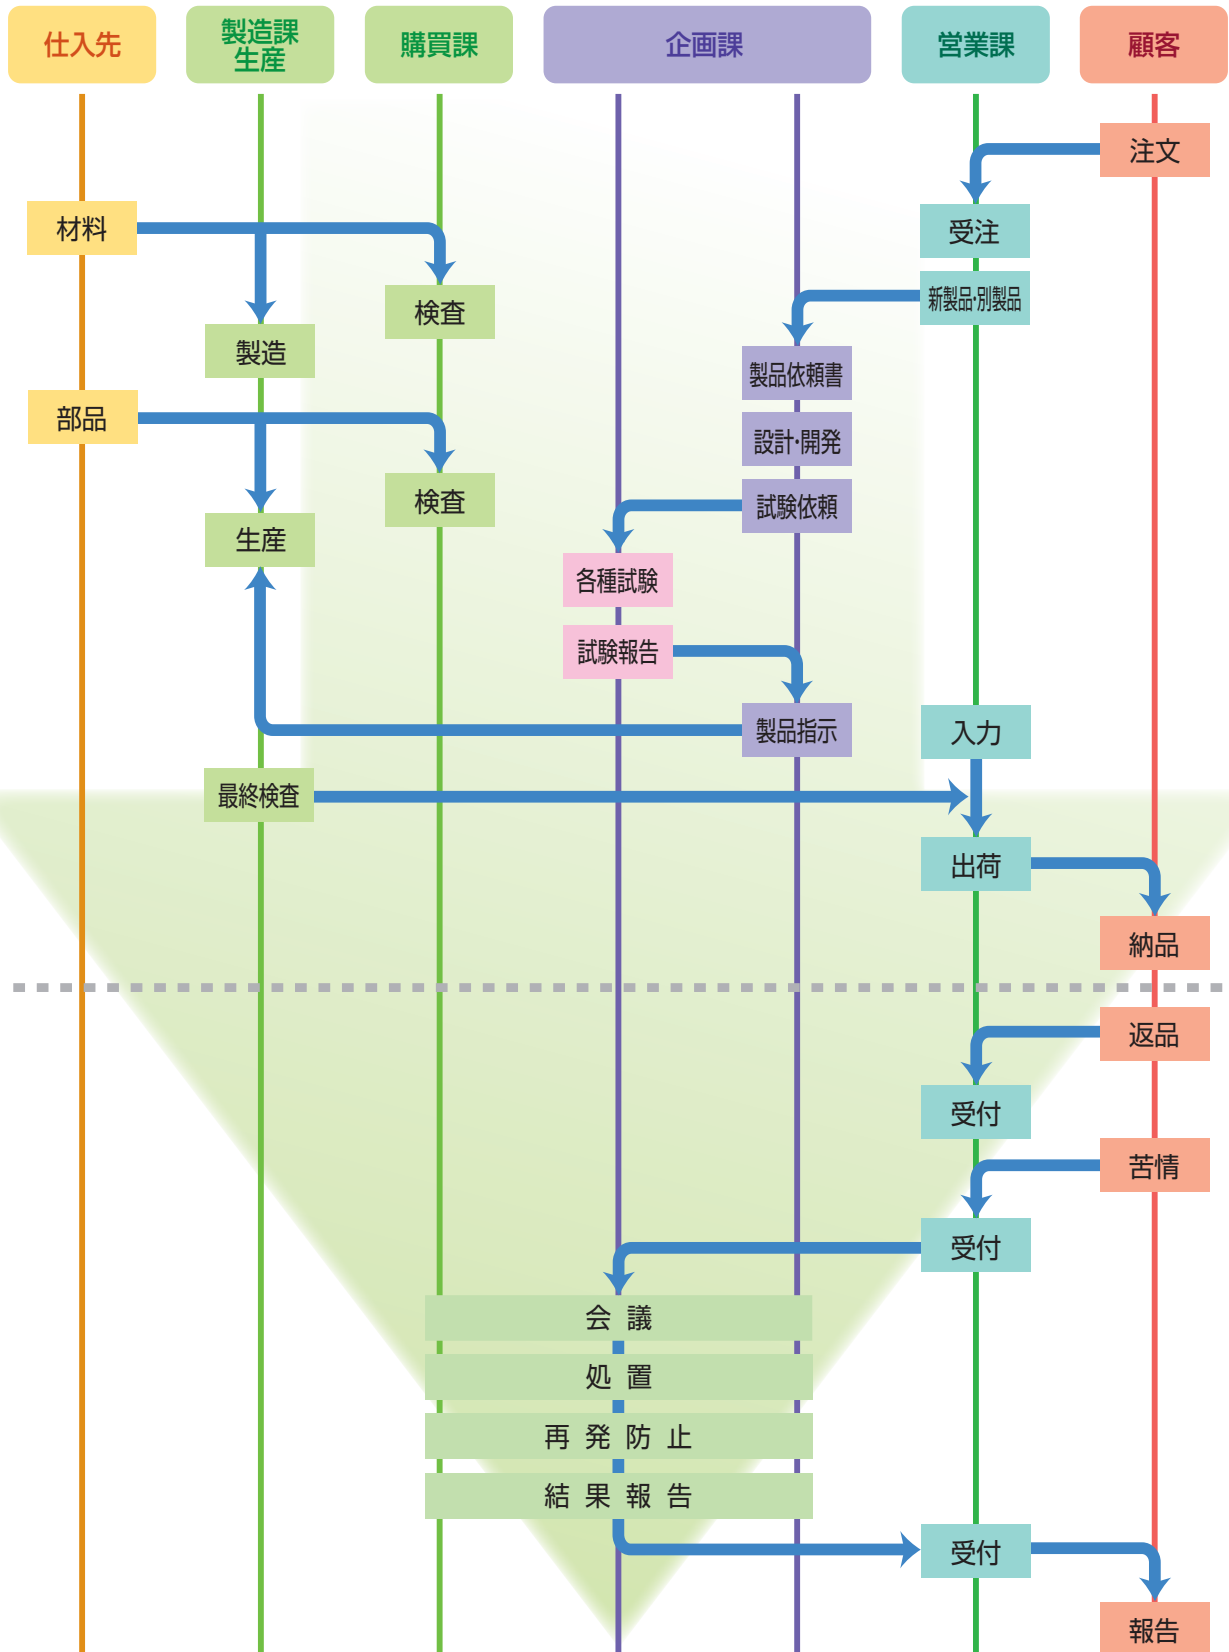 仕入先
製造課
生産
購買課
企画課
営業課
顧客
注文
材料
受注
新製品・別製品
検査
製造
製品依頼書
部品
設計・開発
検査
試験依頼
生産
各種試験
試験報告
製品指示
入力
最終検査
出荷
納品
返品
受付
苦情
受付
会議
処置
再発防止
結果報告
受付
報告